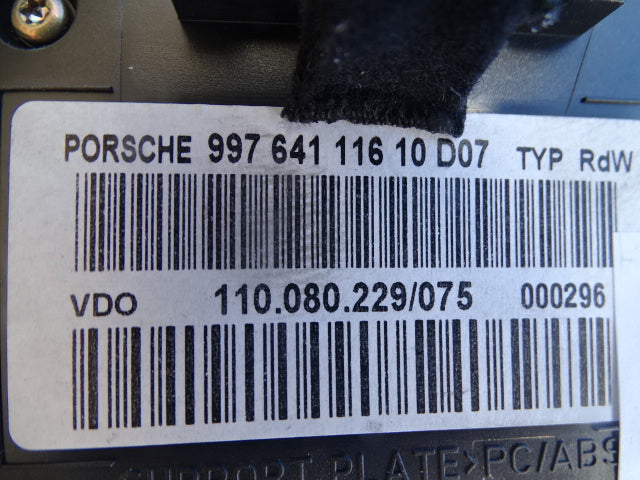 PORSCHE 997 641 116 10 D07 TYP RdW
VDO 110.080.229/075 000296
SUPPORT PLATE>PC/ABS